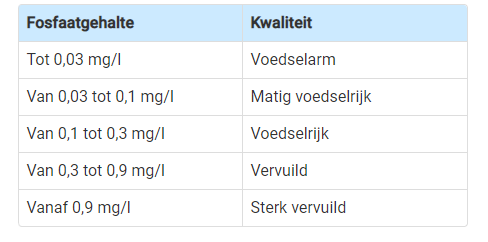 Fosfaatgehalte Kwaliteit
Tot 0,03 mg/l Voedselarm
Van 0,03 tot 0,1 mg/l Matig voedselrijk
Van 0,1 tot 0,3 mg/l Voedselrijk
Van 0,3 tot 0,9 mg/l Vervuild
Vanaf 0,9 mg/l Sterk vervuild